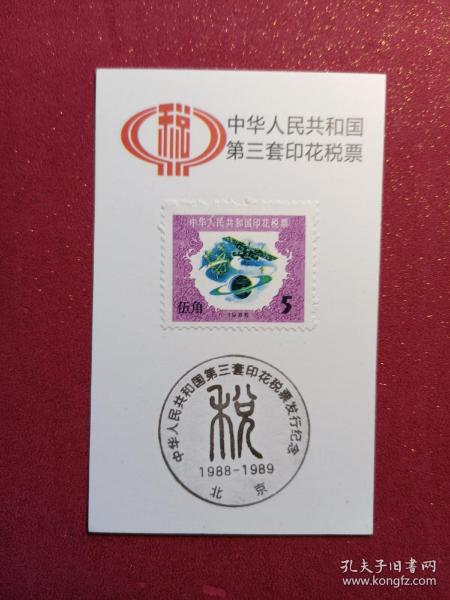 税
中华人民共和国
第三套印花税票
中华人民共和国印花税票
伍角
5
1988
中华人民共和国第三套印花税票发行纪念
税
1988-1989
北京
孔夫子旧书网
www.kongfz.com